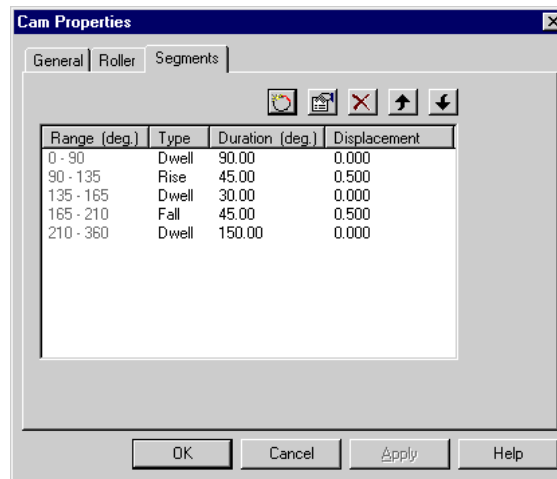 Cam Properties
General Roller Segments
Range (deg.) Type Duration (deg.) Displacement
0 - 90 Dwell 90.00 0.000
90 - 135 Rise 45.00 0.500
135 - 165 Dwell 30.00 0.000
165 - 210 Fall 45.00 0.500
210 - 360 Dwell 150.00 0.000
OK Cancel Apply Help